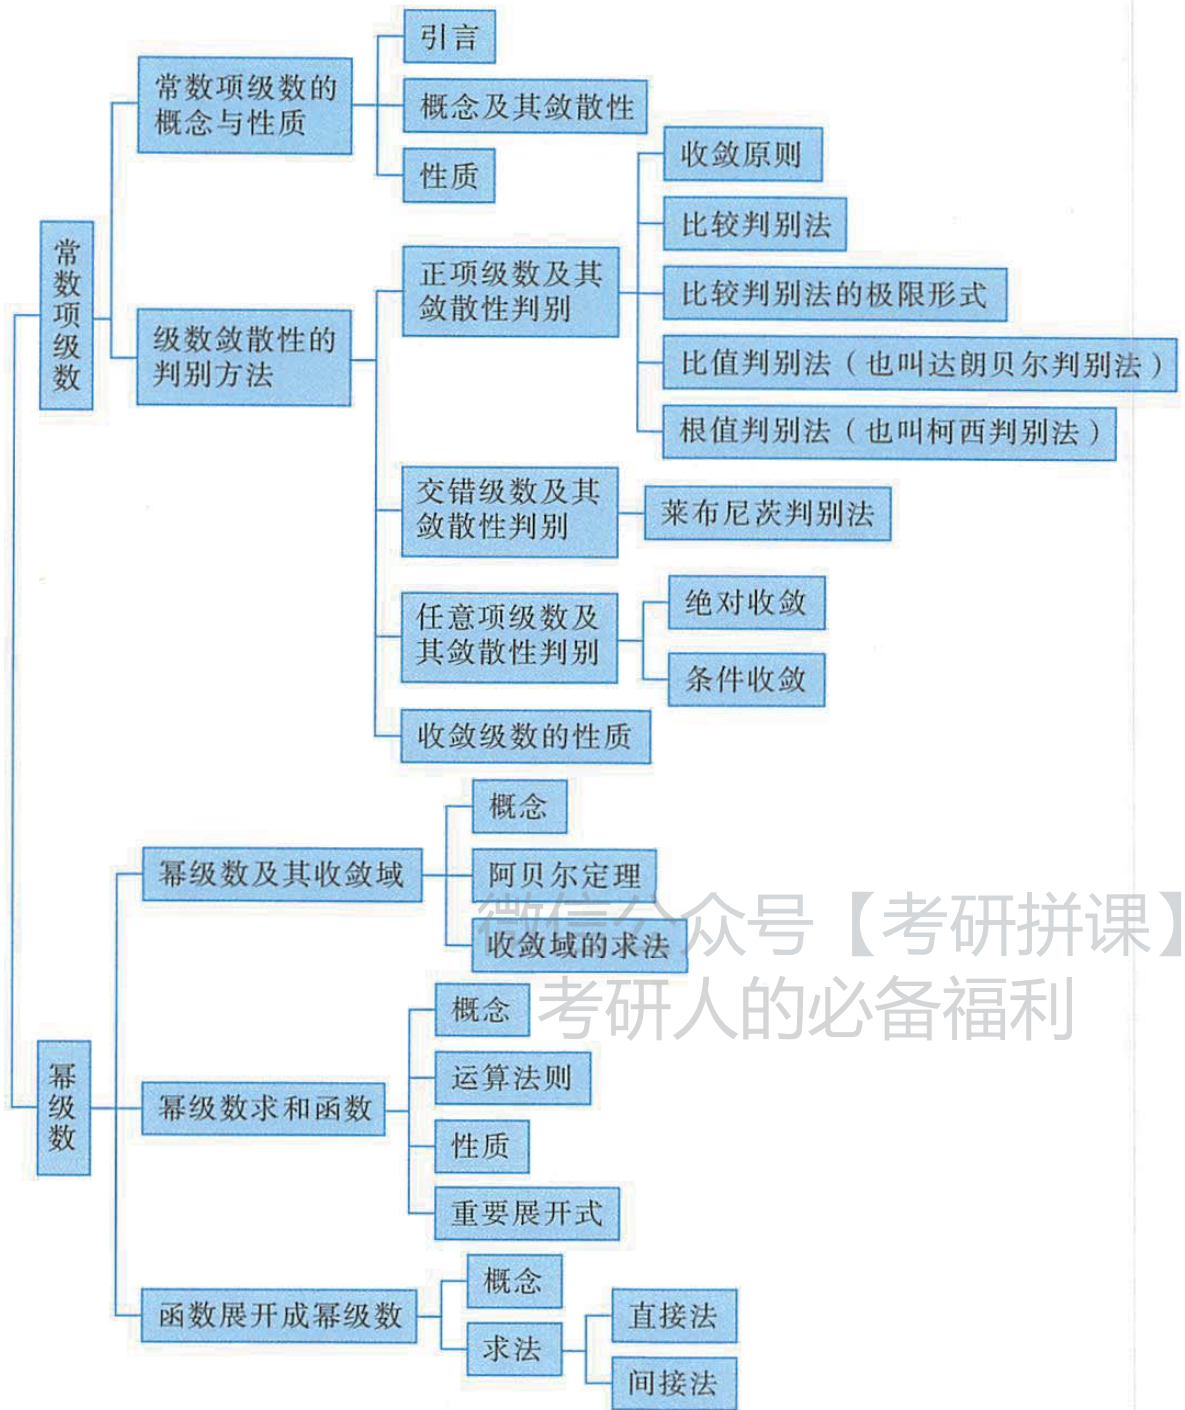 引言
常数项级数的
概念与性质
概念及其敛散性
性质
常数项级数
级数敛散性的
判别方法
正项级数及其
敛散性判别
收敛原则
比较判别法
比较判别法的极限形式
比值判别法（也叫达朗贝尔判别法）
根值判别法（也叫柯西判别法）
交错级数及其
敛散性判别
莱布尼茨判别法
任意项级数及
其敛散性判别
绝对收敛
条件收敛
收敛级数的性质
幂级数
幂级数及其收敛域
概念
阿贝尔定理
收敛域的求法
幂级数求和函数
概念
运算法则
性质
重要展开式
函数展开成幂级数
概念
求法
直接法
间接法
微信公众号【考研拼课】
考研人的必备福利